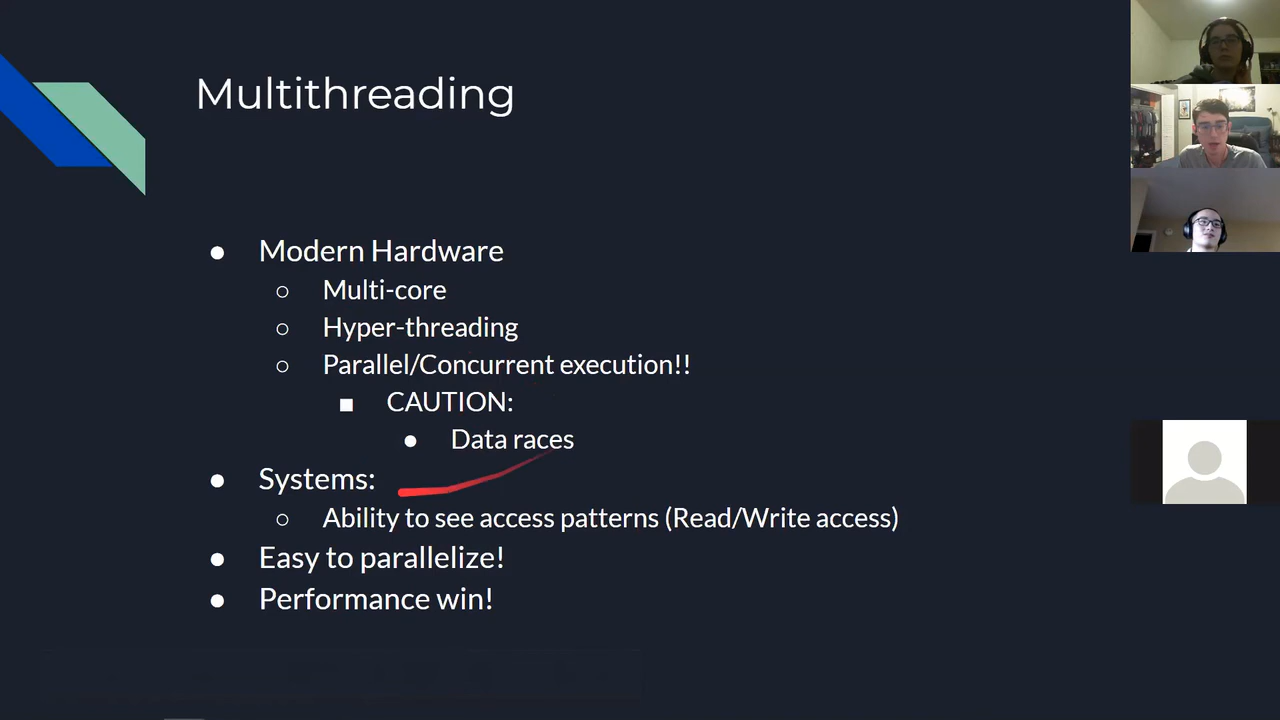 Multithreading
● Modern Hardware
○ Multi-core
○ Hyper-threading
○ Parallel/Concurrent execution!!
■ CAUTION:
● Data races
● Systems:
○ Ability to see access patterns (Read/Write access)
● Easy to parallelize!
● Performance win!